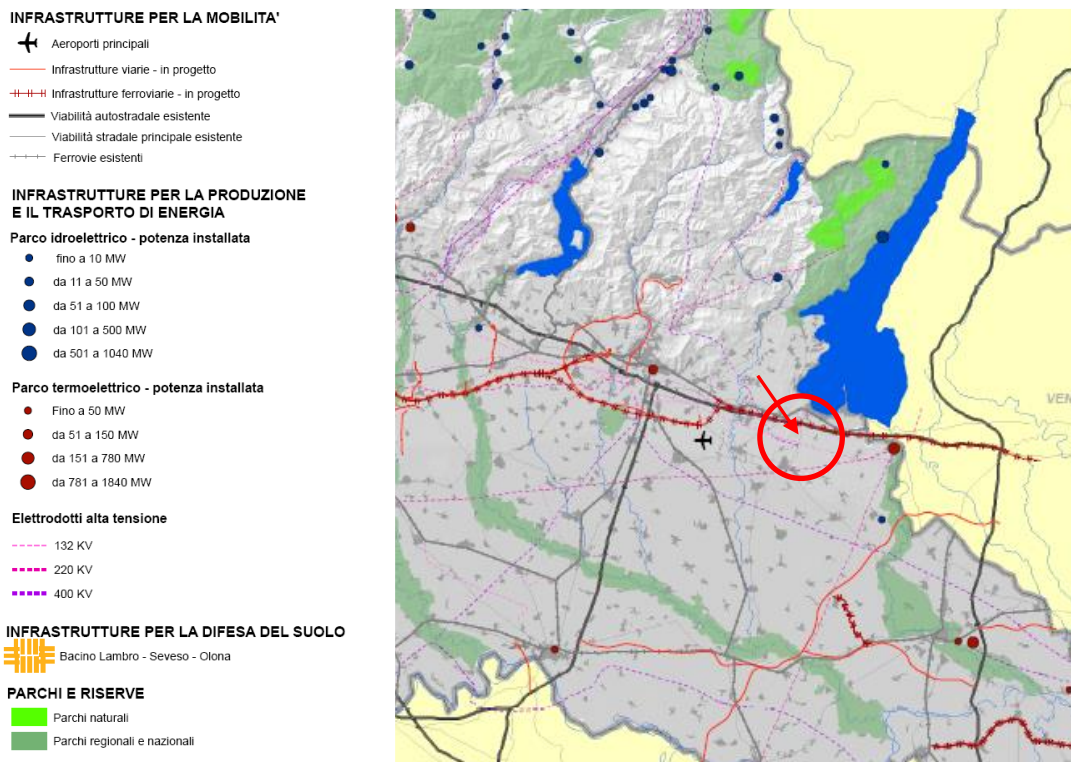 INFRASTRUTTURE PER LA MOBILITA'
Aeroporti principali
Infrastrutture viarie - in progetto
Infrastrutture ferroviarie - in progetto
Viabilità autostradale esistente
Viabilità stradale principale esistente
Ferrovie esistenti
INFRASTRUTTURE PER LA PRODUZIONE
E IL TRASPORTO DI ENERGIA
Parco idroelettrico - potenza installata
fino a 10 MW
da 11 a 50 MW
da 51 a 100 MW
da 101 a 500 MW
da 501 a 1040 MW
Parco termoelettrico - potenza installata
Fino a 50 MW
da 51 a 150 MW
da 151 a 780 MW
da 781 a 1840 MW
Elettrodotti alta tensione
132 KV
220 KV
400 KV
INFRASTRUTTURE PER LA DIFESA DEL SUOLO
Bacino Lambro - Seveso - Olona
PARCHI E RISERVE
Parchi naturali
Parchi regionali e nazionali
VEN